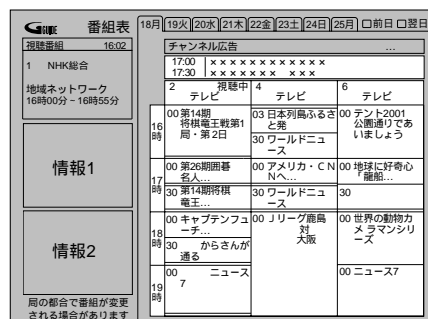 GGUIDE 番組表 18月 19火 20水 21木 22金 23土 24日 25月 前日 翌日
視聴番組 16:02
1 NHK総合
地域ネットワーク
16時00分－16時55分
情報1
情報2
局の都合で番組が変更
される場合があります
チャンネル広告 …
17:00 ××××××××××××
17:30 ××××××× ×××
2 視聴中 テレビ
4 テレビ
6 テレビ
16時
00 第14期
将棋竜王戦第1
局・第2日
03 日本列島ふるさ
と発
30 ワールドニュ
ース
00 テント2001
公園通りであ
いましょう
17時
00 第26期囲碁
名人…
30 第14期将棋
竜王…
00 アメリカ・CN
Nヘ…
30 ワールドニュ
ース
00 地球に好奇心
「龍船…
30
18時
00 キャプテンフュ
ーチ…
30 からさんが
通る
00 Jリーグ鹿島
対
大阪
00 世界の動物カ
メ ラマンシリ
ーズ
19時
00 ニュース
7
00 ニュース7